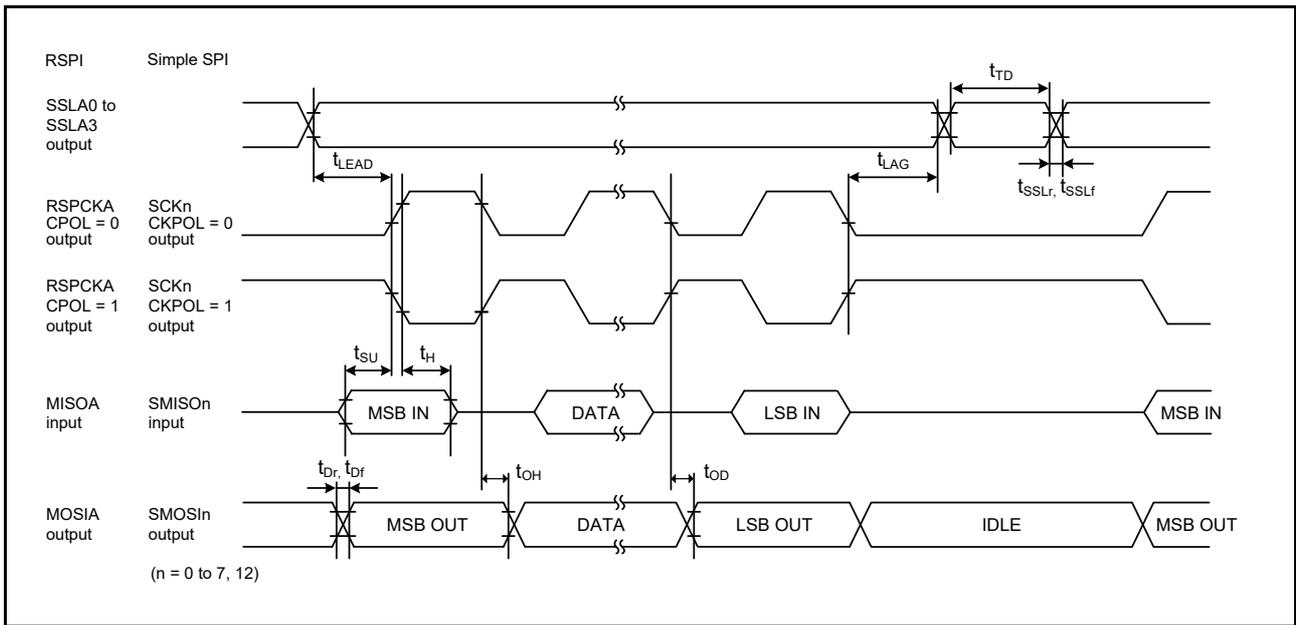 RSPI Simple SPI
tTD
SSLA0 to
SSLA3
output
tLEAD
tLAG
tSSLr, tSSLf
RSPCKA SCKn
CPOL = 0 CKPOL = 0
output output
RSPCKA SCKn
CPOL = 1 CKPOL = 1
output output
tSU tH
MISOA SMISOn
input input
MSB IN DATA LSB IN MSB IN
tDr, tDf
tOH tOD
MOSIA SMOSIn
output output
MSB OUT DATA LSB OUT IDLE MSB OUT
(n = 0 to 7, 12)